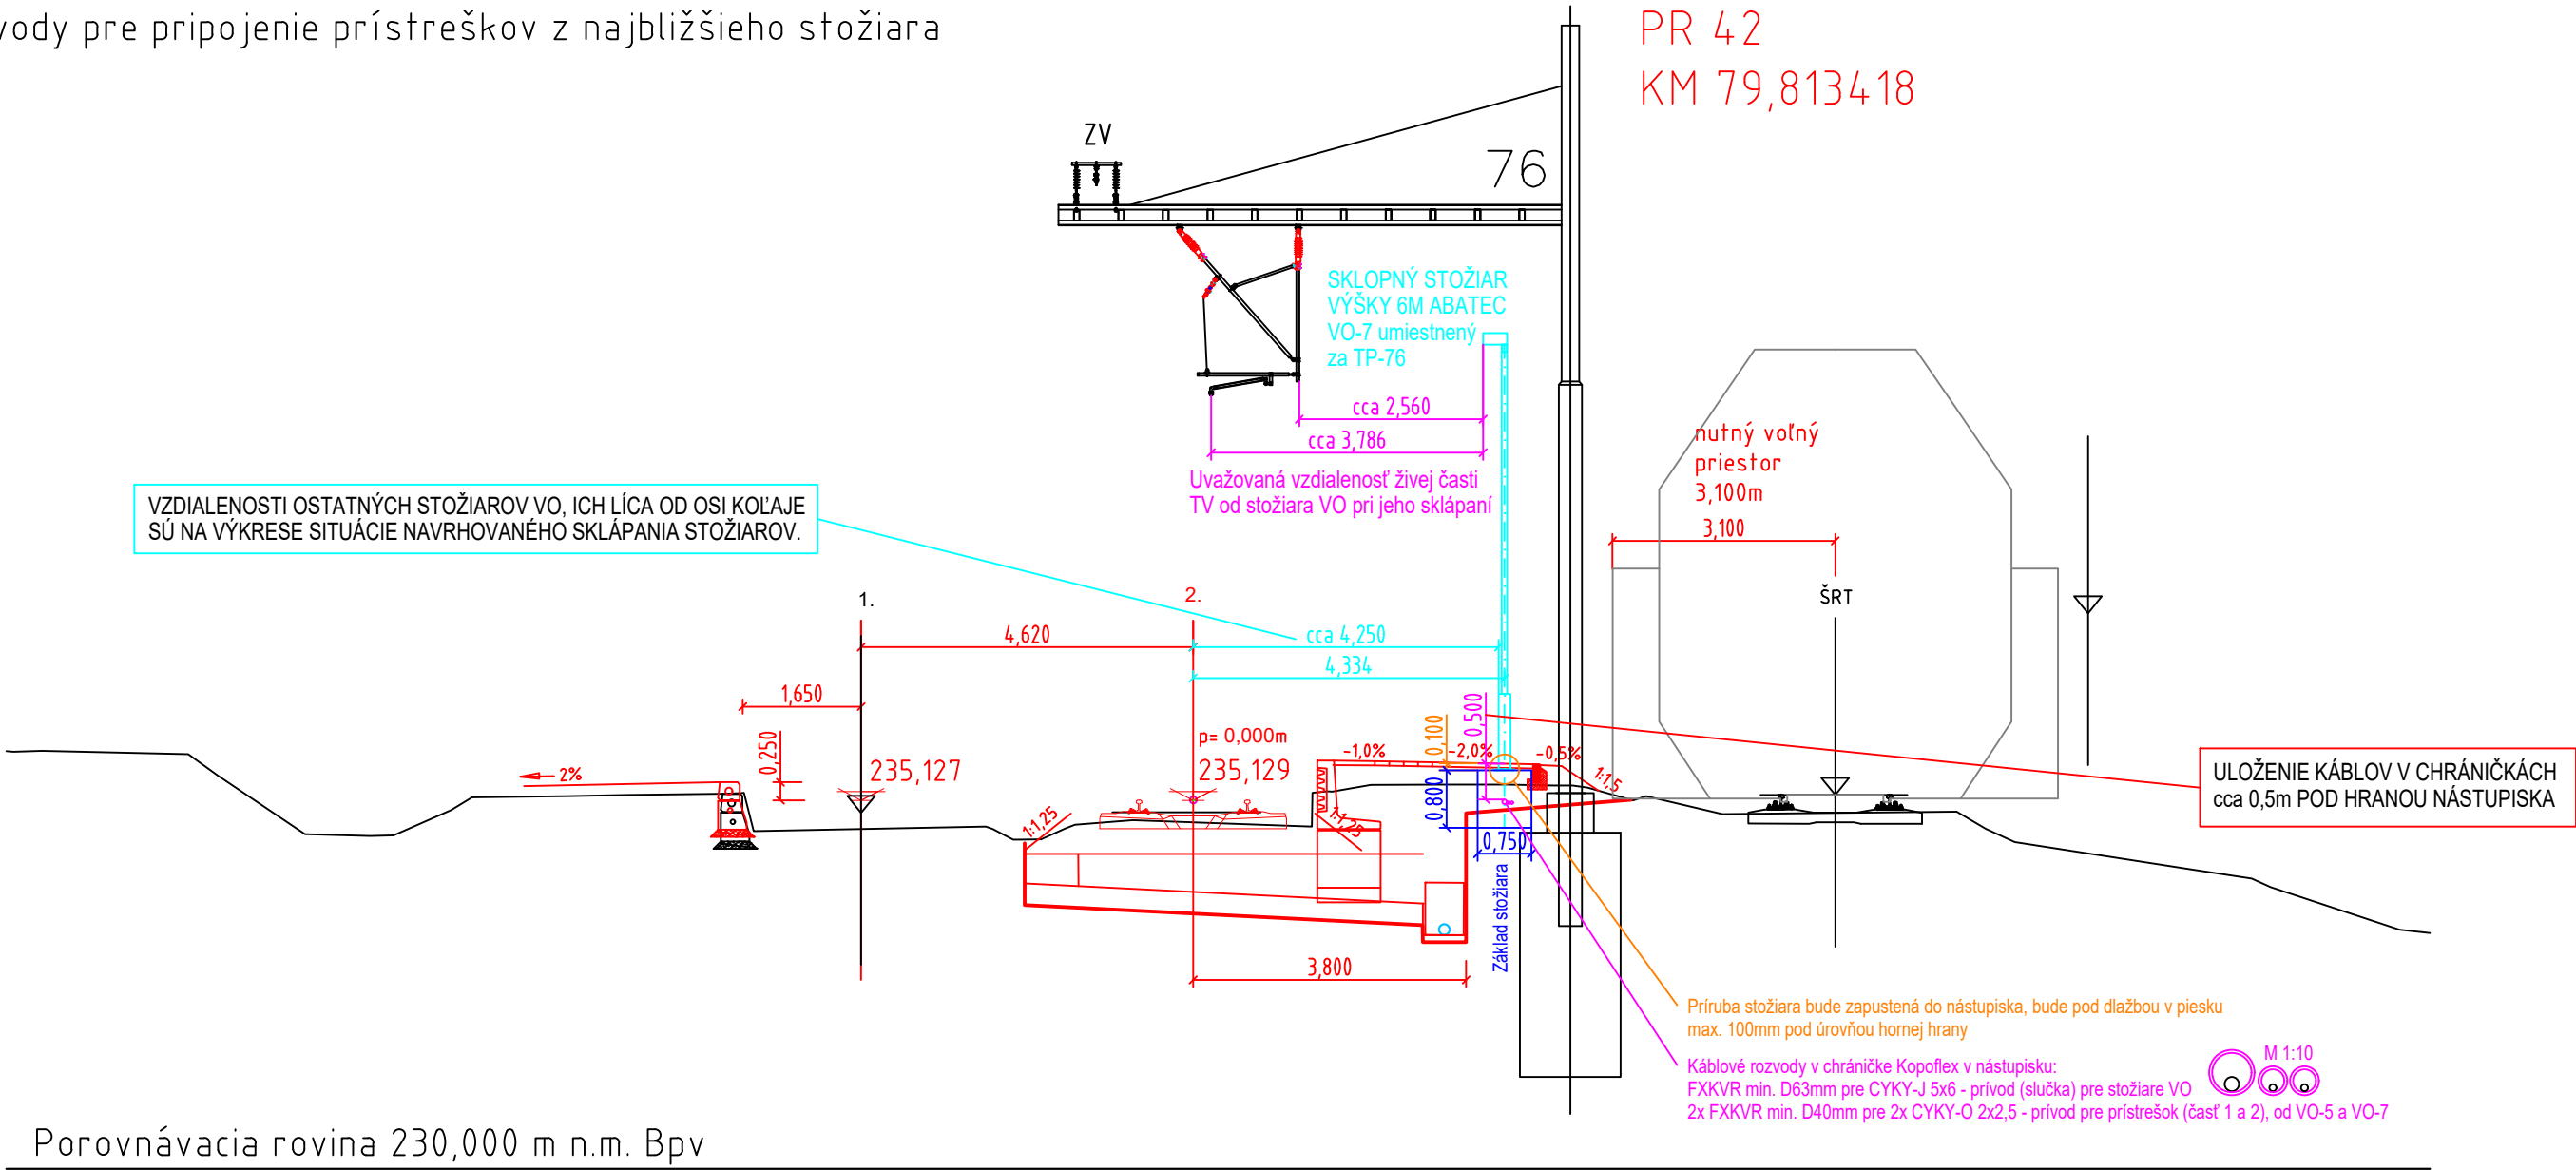 vody pre pripojenie prístreškov z najbližšieho stožiara
PR 42
KM 79,813418
ZV
76
SKLOPNÝ STOŽIAR
VÝŠKY 6M ABATEC
VO-7 umiestnený
za TP-76
cca 2,560
cca 3,786
Uvažovaná vzdialenosť živej časti
TV od stožiara VO pri jeho sklápaní
nutný voľný
priestor
3,100m
3,100
ŠRT
VZDIALENOSTI OSTATNÝCH STOŽIAROV VO, ICH LÍCA OD OSI KOĽAJE
SÚ NA VÝKRESE SITUÁCIE NAVRHOVANÉHO SKLÁPANIA STOŽIAROV.
1.
2.
4,620
cca 4,250
4,334
1,650
0,250
2%
235,127
p= 0,000m
235,129
-1,0%
-2,0%
-0,5%
0,100
0,500
0,800
0,750
1:1,25
1:1,25
1:1,5
3,800
Základ stožiara
ULOŽENIE KÁBLOV V CHRÁNIČKÁCH
cca 0,5m POD HRANOU NÁSTUPISKA
Príruba stožiara bude zapustená do nástupiska, bude pod dlažbou v piesku
max. 100mm pod úrovňou hornej hrany
Káblové rozvody v chráničke Kopoflex v nástupisku:
FXKVR min. D63mm pre CYKY-J 5x6 - prívod (slučka) pre stožiare VO
2x FXKVR min. D40mm pre 2x CYKY-O 2x2,5 - prívod pre prístrešok (časť 1 a 2), od VO-5 a VO-7
M 1:10
Porovnávacia rovina 230,000 m n.m. Bpv